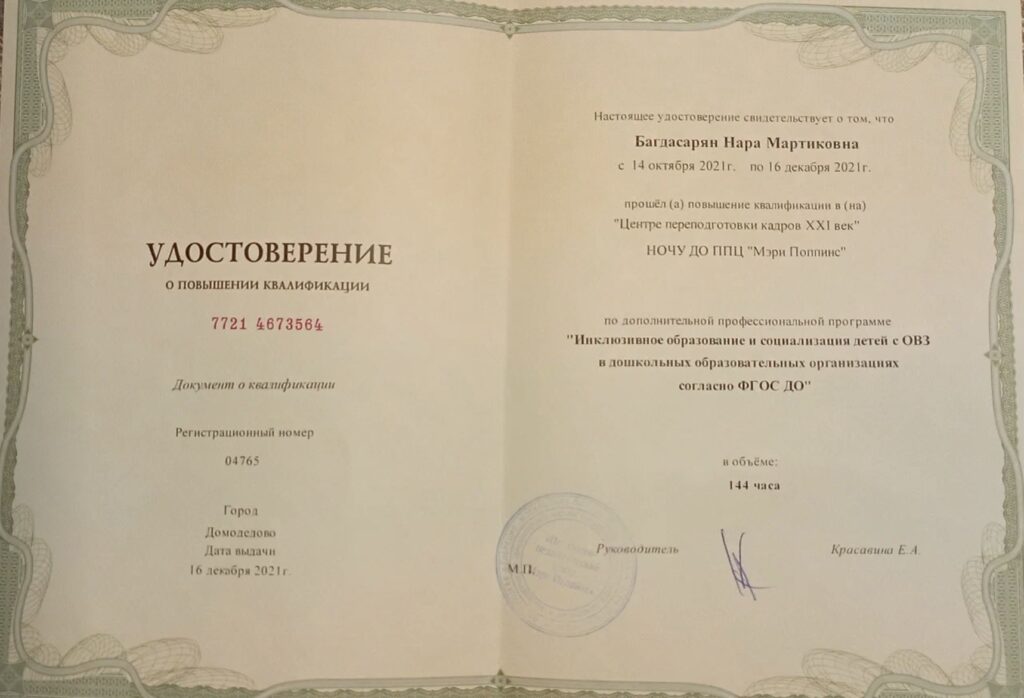 УДОСТОВЕРЕНИЕ
О ПОВЫШЕНИИ КВАЛИФИКАЦИИ
7721 4673564
Документ о квалификации
Регистрационный номер
04765
Город
Домодедово
Дата выдачи
16 декабря 2021г.
Настоящее удостоверение свидетельствует о том, что
Багдасарян Нара Мартиковна
с 14 октября 2021г. по 16 декабря 2021г.
прошёл (а) повышение квалификации в (на)
"Центре переподготовки кадров XXI век"
НОЧУ ДО ППЦ "Мэри Поппинс"
по дополнительной профессиональной программе
"Инклюзивное образование и социализация детей с ОВЗ
в дошкольных образовательных организациях
согласно ФГОС ДО"
в объёме:
144 часа
М.П.
Руководитель
Красавина Е.А.